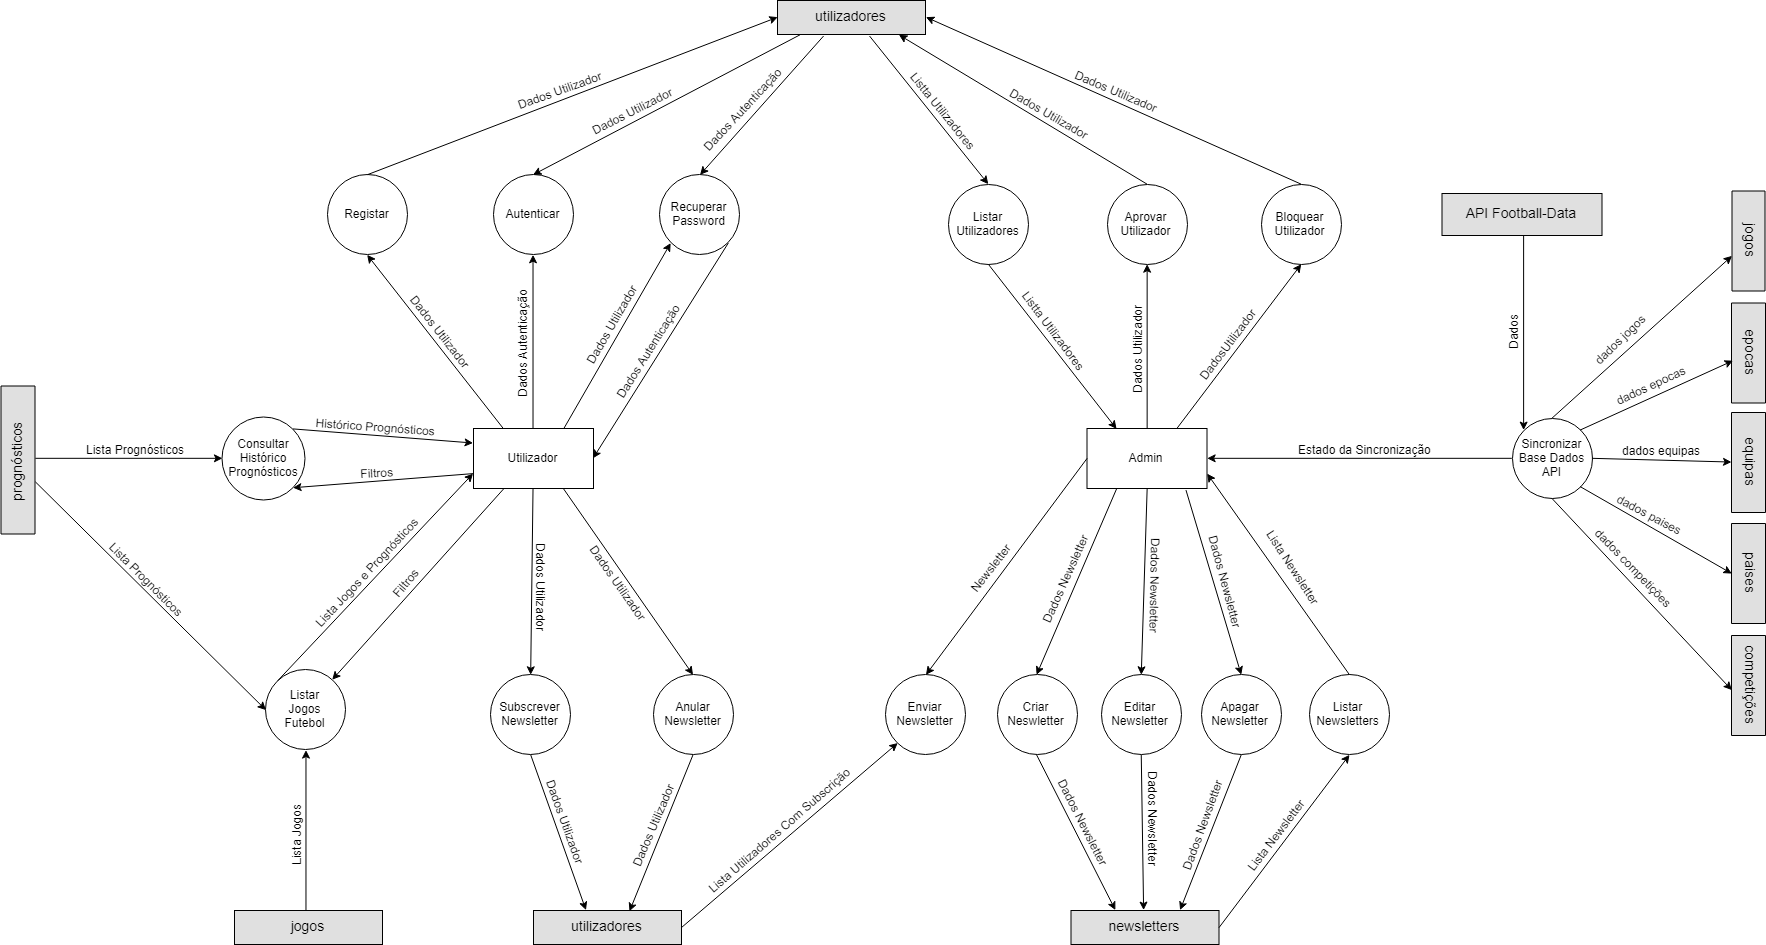 utilizadores
Dados Utilizador
Dados Utilizador
Dados Autenticação
Listta Utilizadores
Dados Utilizador
Dados Utilizador
Registar
Autenticar
Recuperar
Password
Listar
Utilizadores
Aprovar
Utilizador
Bloquear
Utilizador
API Football-Data
jogos
Dados Utilizador
Dados Autenticação
Dados Utilizador
Dados Autenticação
Listta Utilizadores
Dados Utilizador
DadosUtilizador
Dados
dados jogos
epocas
dados epocas
prognósticos
Lista Prognósticos
Consultar
Histórico
Prognósticos
Histórico Prognósticos
Filtros
Utilizador
Admin
Estado da Sincronização
Sincronizar
Base Dados
API
dados equipas
equipas
dados paises
paises
dados competições
competições
Lista Prognósticos
Lista Jogos e Prognósticos
Filtros
Dados Utilizador
Dados Utilizador
Newsletter
Dados Newsletter
Dados Newsletter
Dados Newsletter
Lista Newsletter
Listar
Jogos
Futebol
Subscrever
Newsletter
Anular
Newsletter
Enviar
Newsletter
Criar
Neswletter
Editar
Newsletter
Apagar
Newsletter
Listar
Newsletters
Lista Jogos
Dados Utilizador
Dados Utilizador
Lista Utilizadores Com Subscrição
Dados Newsletter
Dados Newsletter
Dados Newsletter
Lista Newsletter
jogos
utilizadores
newsletters